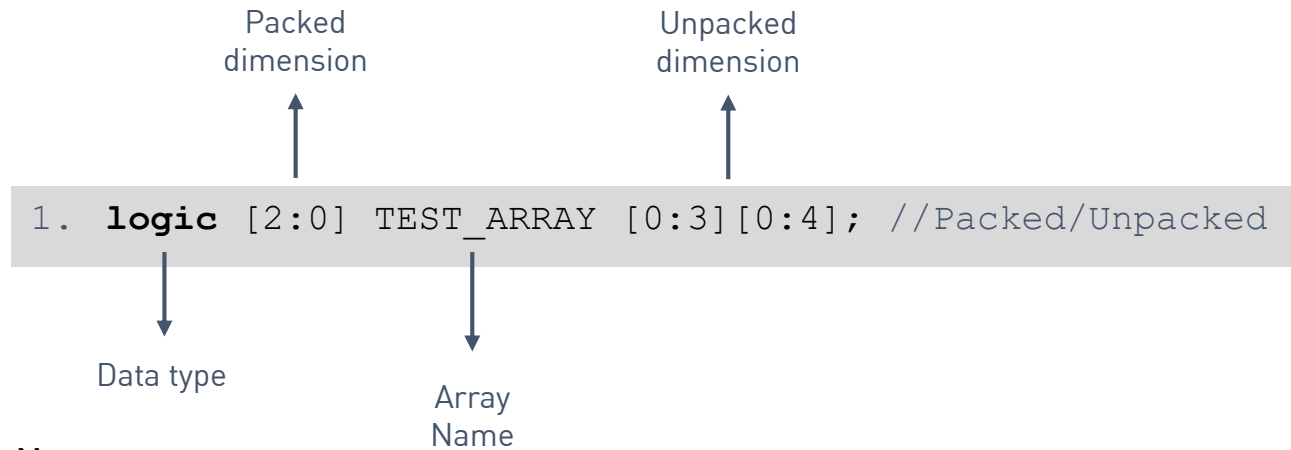 Packed
dimension
Unpacked
dimension
1. logic [2:0] TEST_ARRAY [0:3][0:4]; //Packed/Unpacked
Data type
Array
Name